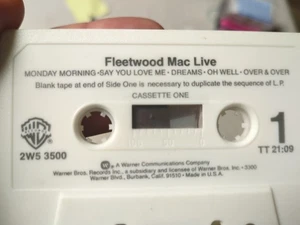 Fleetwood Mac Live
MONDAY MORNING • SAY YOU LOVE ME • DREAMS • OH WELL • OVER & OVER
Blank tape at end of Side One is necessary to duplicate the sequence of L.P.
CASSETTE ONE
2W5 3500
1
TT 21:09
A Warner Communications Company
Warner Bros. Records Inc., a subsidiary and licensee of Warner Bros. Inc. • 3300
Warner Blvd., Burbank, Calif. 91510 • Made in U.S.A.